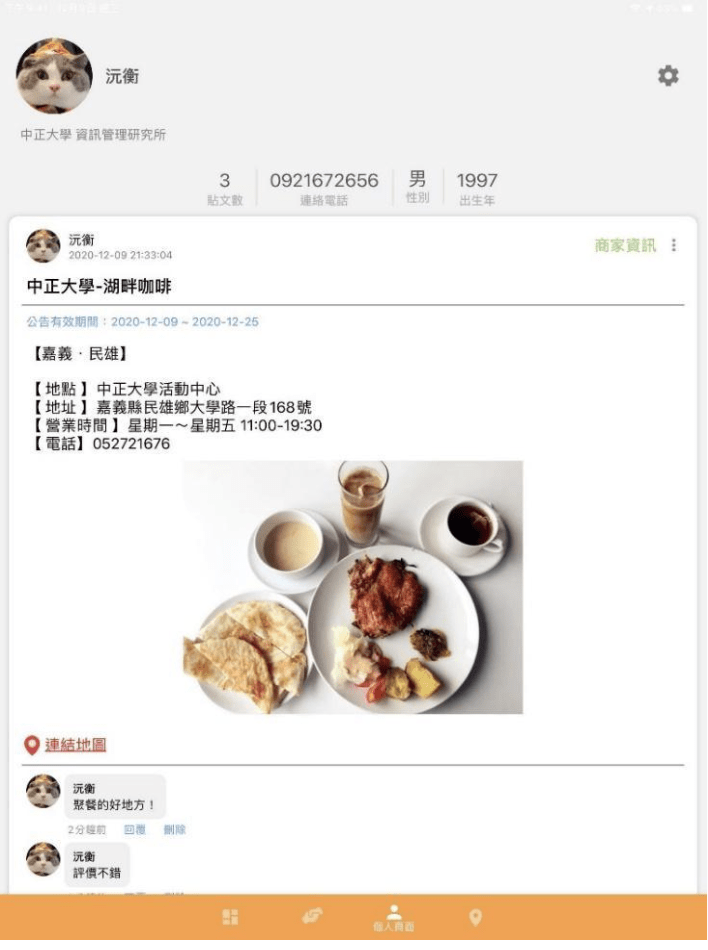 沅衡
中正大學 資訊管理研究所
3
貼文數
0921672656
連絡電話
男
性別
1997
出生年
沅衡
2020-12-09 21:33:04
商家資訊
中正大學-湖畔咖啡
公告有效期間：2020-12-09 ~ 2020-12-25
【嘉義‧民雄】
【 地點 】中正大學活動中心
【 地址 】嘉義縣民雄鄉大學路一段168號
【 營業時間 】星期一～星期五 11:00-19:30
【 電話】052721676
連結地圖
沅衡
聚餐的好地方！
2分鐘前 回覆 刪除
沅衡
評價不錯
個人頁面